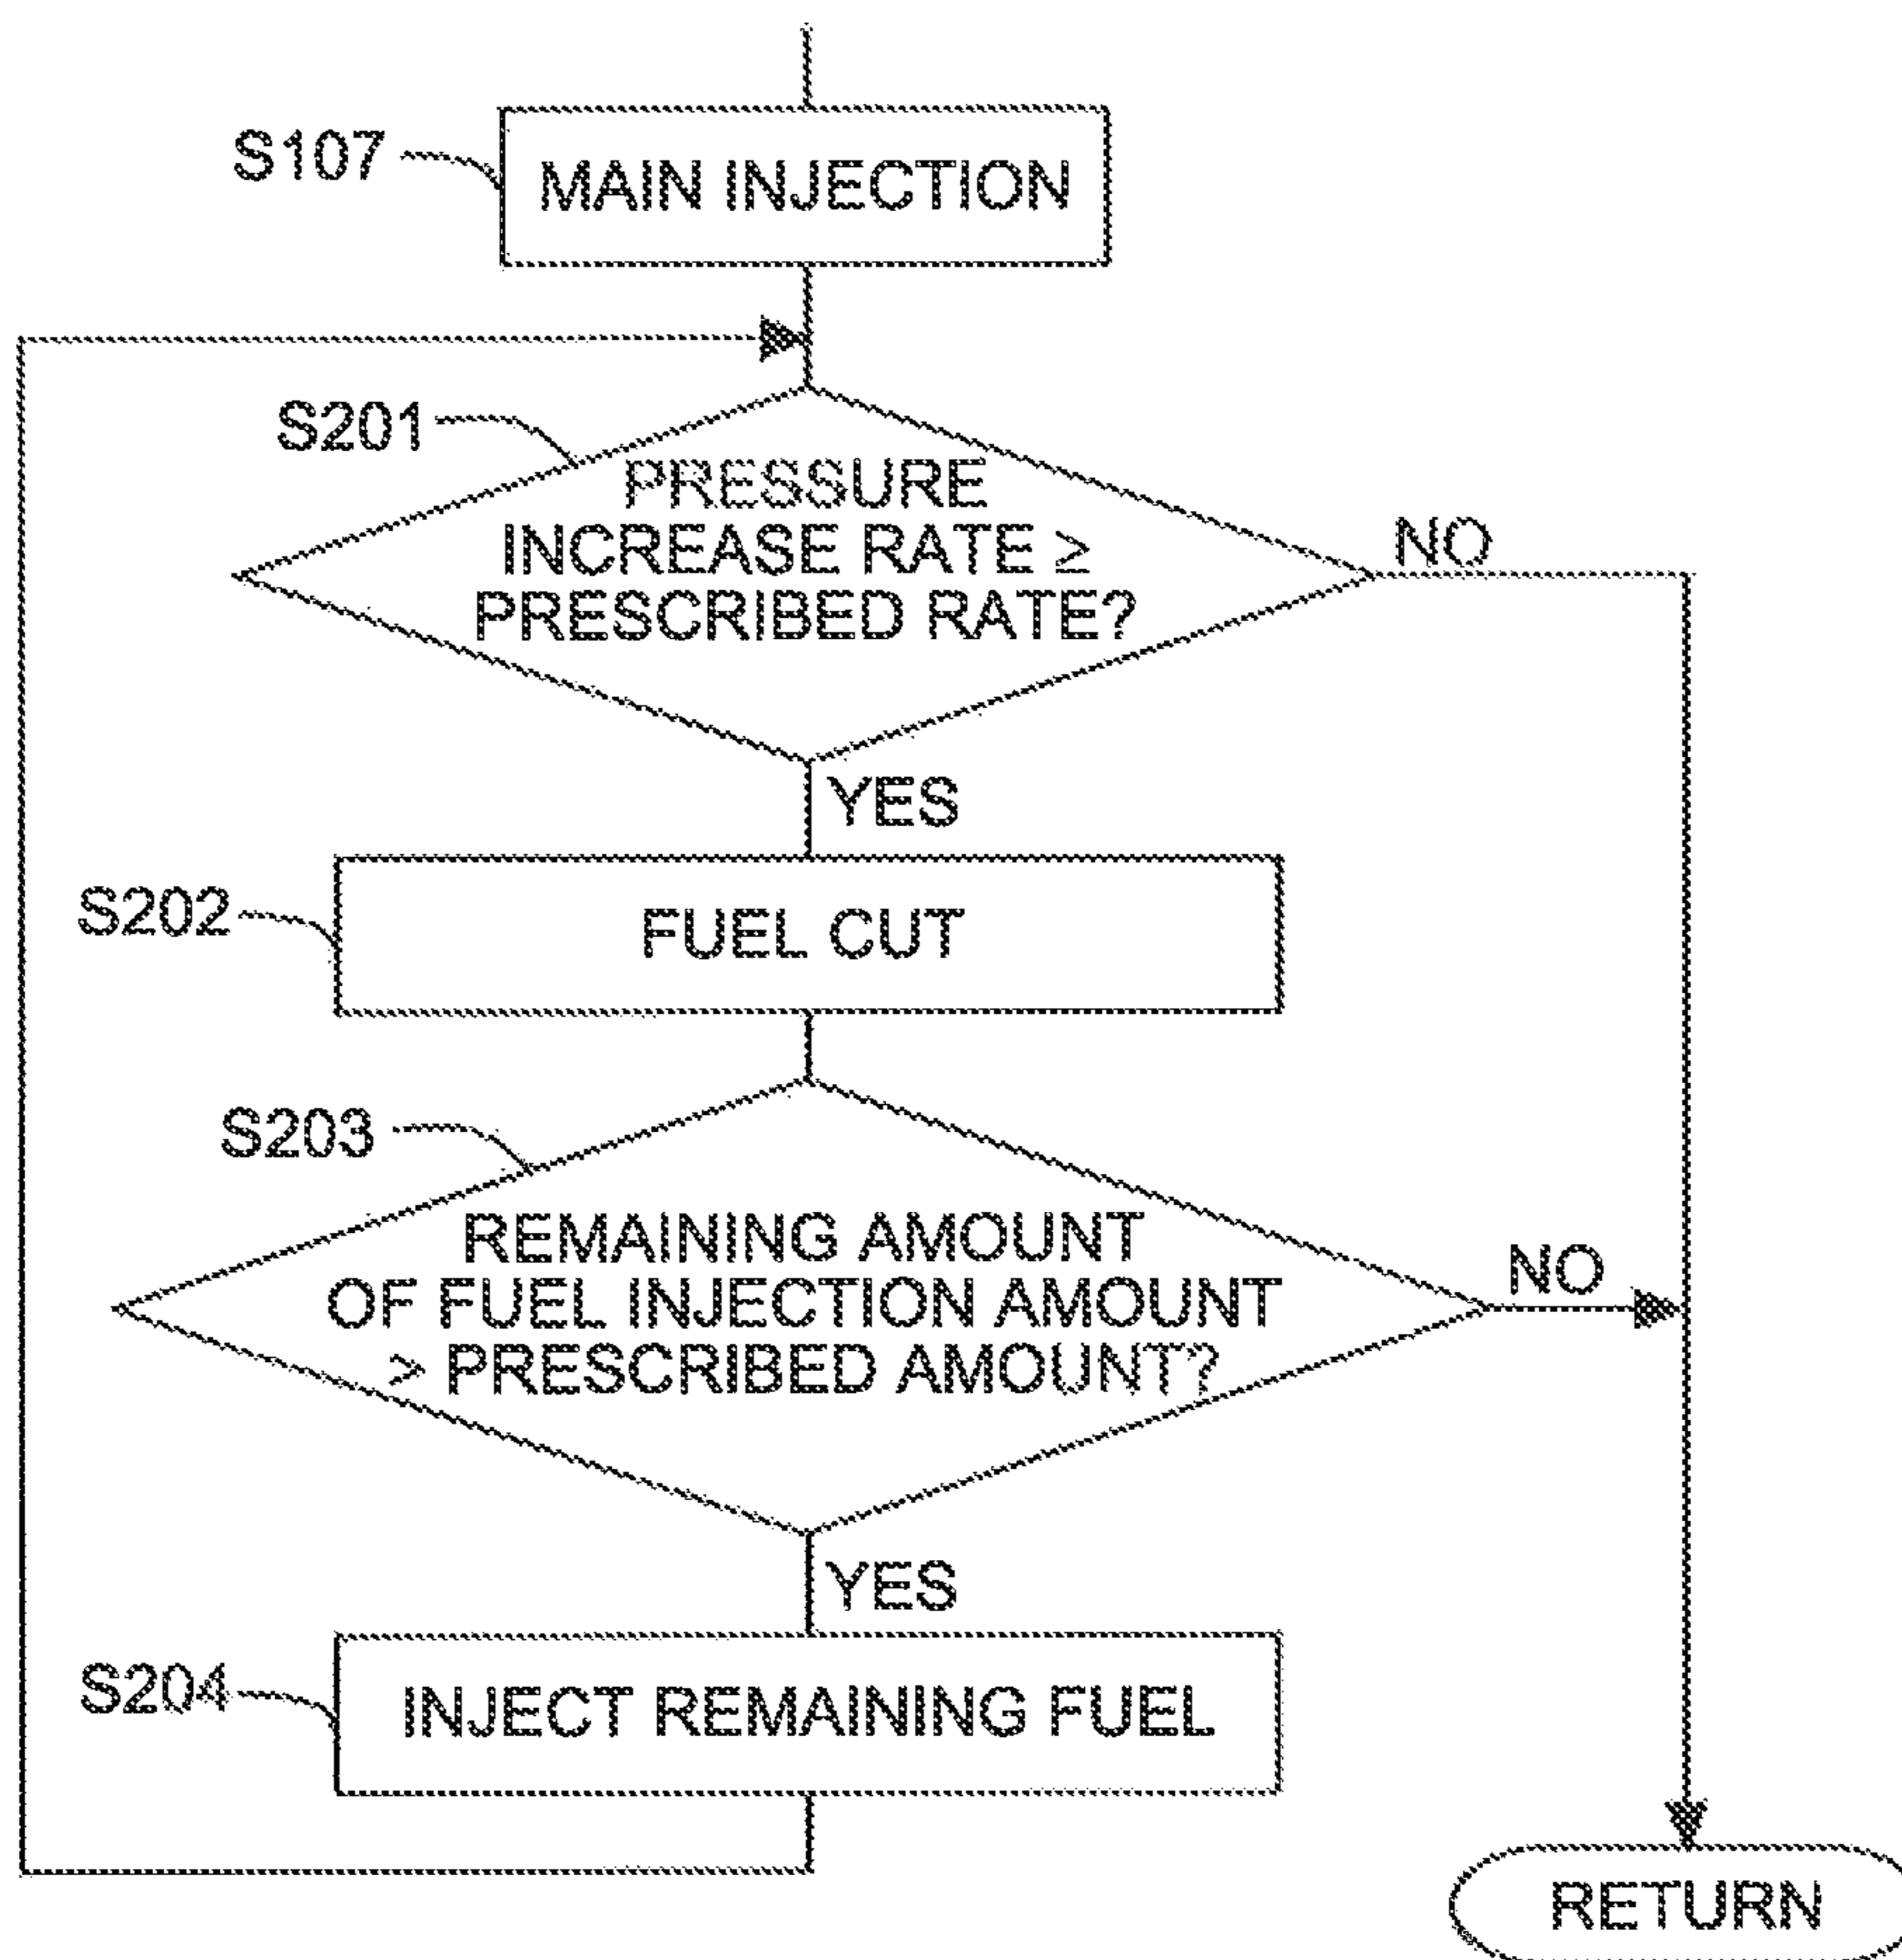 S107
MAIN INJECTION
S201
PRESSURE
INCREASE RATE ≥
PRESCRIBED RATE?
NO
YES
S202
FUEL CUT
S203
REMAINING AMOUNT
OF FUEL INJECTION AMOUNT
> PRESCRIBED AMOUNT?
NO
YES
S204
INJECT REMAINING FUEL
RETURN